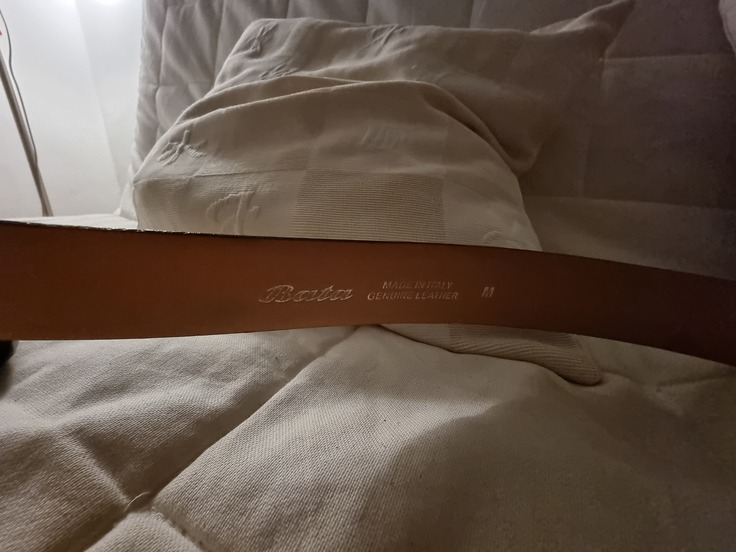 Bata
MADE IN ITALY
GENUINE LEATHER
M